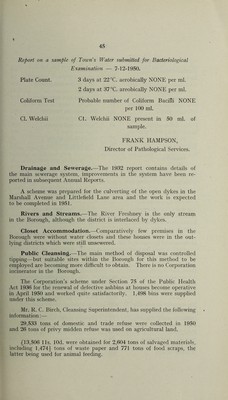 65
Report on a sample of Town's Water submitted for Bacteriological
Examination — 7-12-1950.
Plate Count. 3 days at 22°C. aerobically NONE per ml.
2 days at 37°C. aerobically NONE per ml.
Coliform Test Probable number of Coliform Bacilli NONE
per 100 ml.
Cl. Welchii Cl. Welchii NONE present in 50 ml. of
sample.
FRANK HAMPSON,
Director of Pathological Services.
Drainage and Sewerage.—The 1932 report contains details of
the main sewerage system, improvements in the system have been re-
ported in subsequent Annual Reports.
A scheme was prepared for the culverting of the open dykes in the
Marshall Avenue and Littlefield Lane area and the work is expected
to be completed in 1951.
Rivers and Streams.—The River Freshney is the only stream
in the Borough, although the district is interlaced by dykes.
Closet Accommodation.—Comparatively few premises in the
Borough were without water closets and these houses were in the out-
lying districts which were still unsewered.
Public Cleansing.—The main method of disposal was controlled
tipping—but suitable sites within the Borough for this method to be
employed are becoming more difficult to obtain. There is no Corporation
incinerator in the Borough.
The Corporation's scheme under Section 75 of the Public Health
Act 1936 for the renewal of defective ashbins at houses become operative
in April 1950 and worked quite satisfactorily. 1,498 bins were supplied
under this scheme.
Mr. R. C. Birch, Cleansing Superintendent, has supplied the following
information:—
29,839 tons of domestic and trade refuse were collected in 1950
and 26 tons of privy midden refuse was used on agricultural land.
£13,506 11s. 10d. were obtained for 2,604 tons of salvaged materials,
including 1,474¾ tons of waste paper and 771 tons of food scraps, the
latter being used for animal feeding.